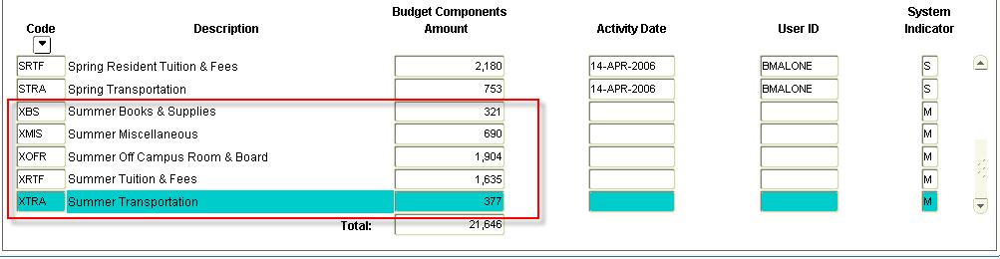 Budget Components System
Code Description Amount Activity Date User ID Indicator
SRTF Spring Resident Tuition & Fees 2,180 14-APR-2006 BMALONE S
STRA Spring Transportation 753 14-APR-2006 BMALONE S
XBS Summer Books & Supplies 321 M
XMIS Summer Miscellaneous 690 M
XOFR Summer Off Campus Room & Board 1,904 M
XRTF Summer Tuition & Fees 1,635 M
XTRA Summer Transportation 377 M
Total: 21,646